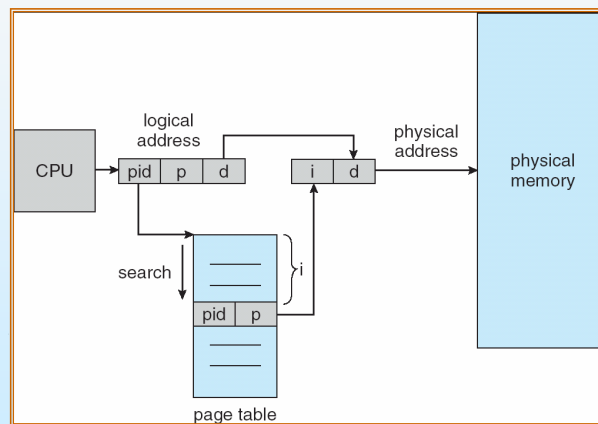 logical
address
physical
address
CPU
pid p d
i d
physical
memory
search
i
pid p
page table